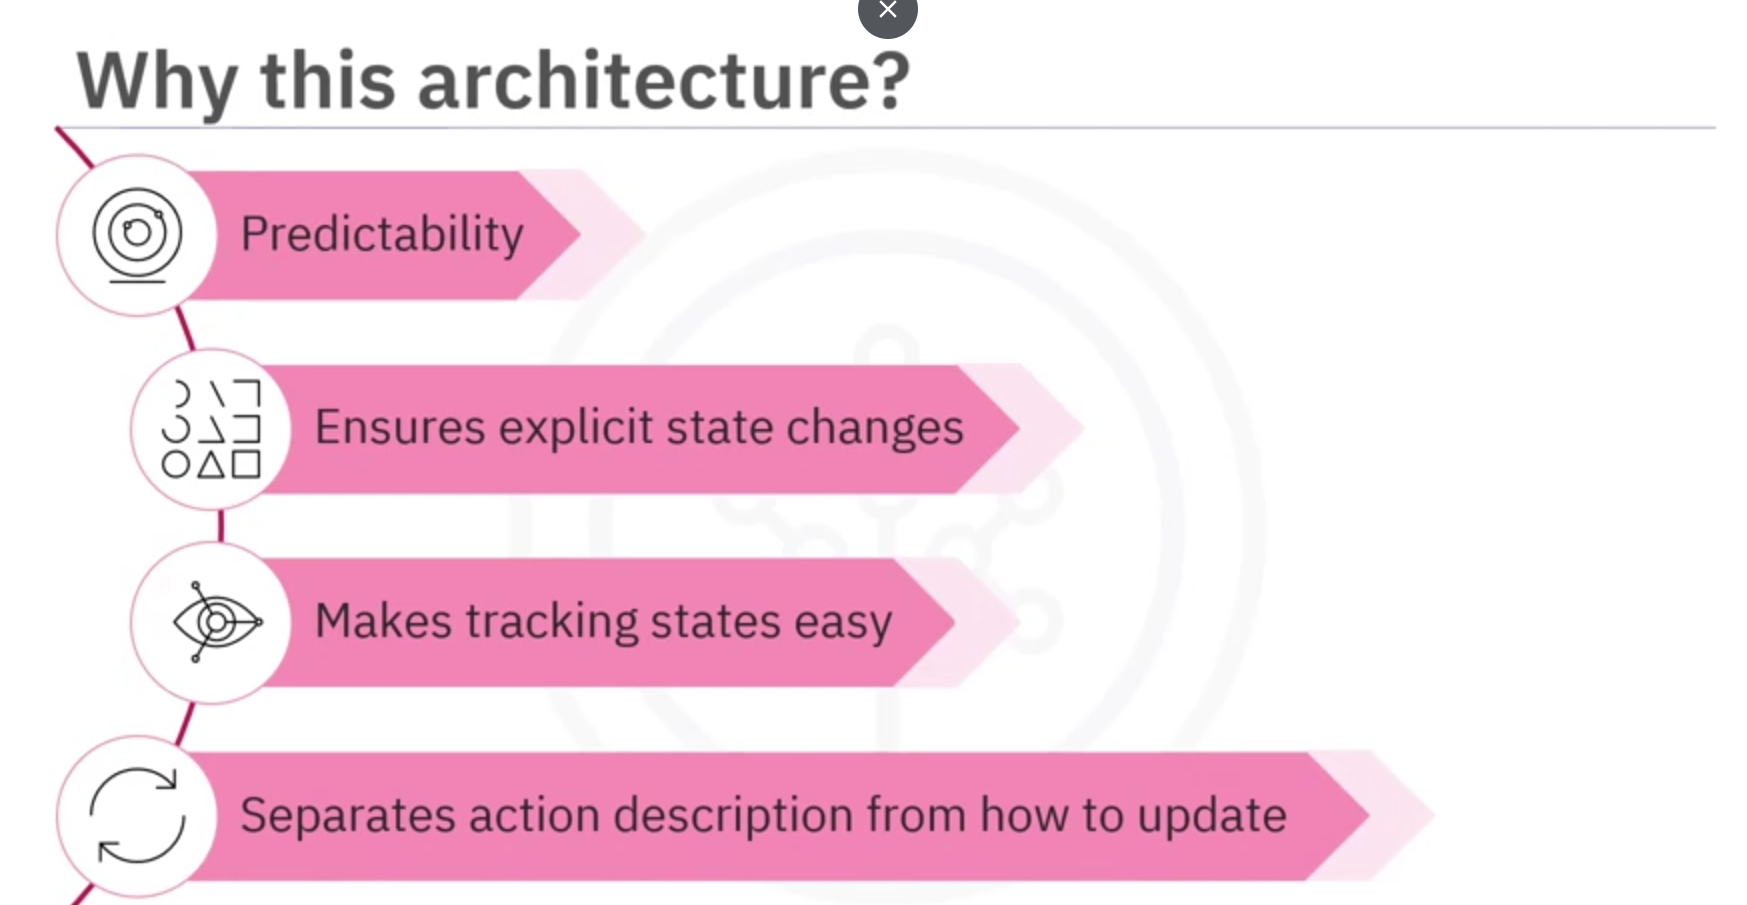 Why this architecture?
Predictability
Ensures explicit state changes
Makes tracking states easy
Separates action description from how to update